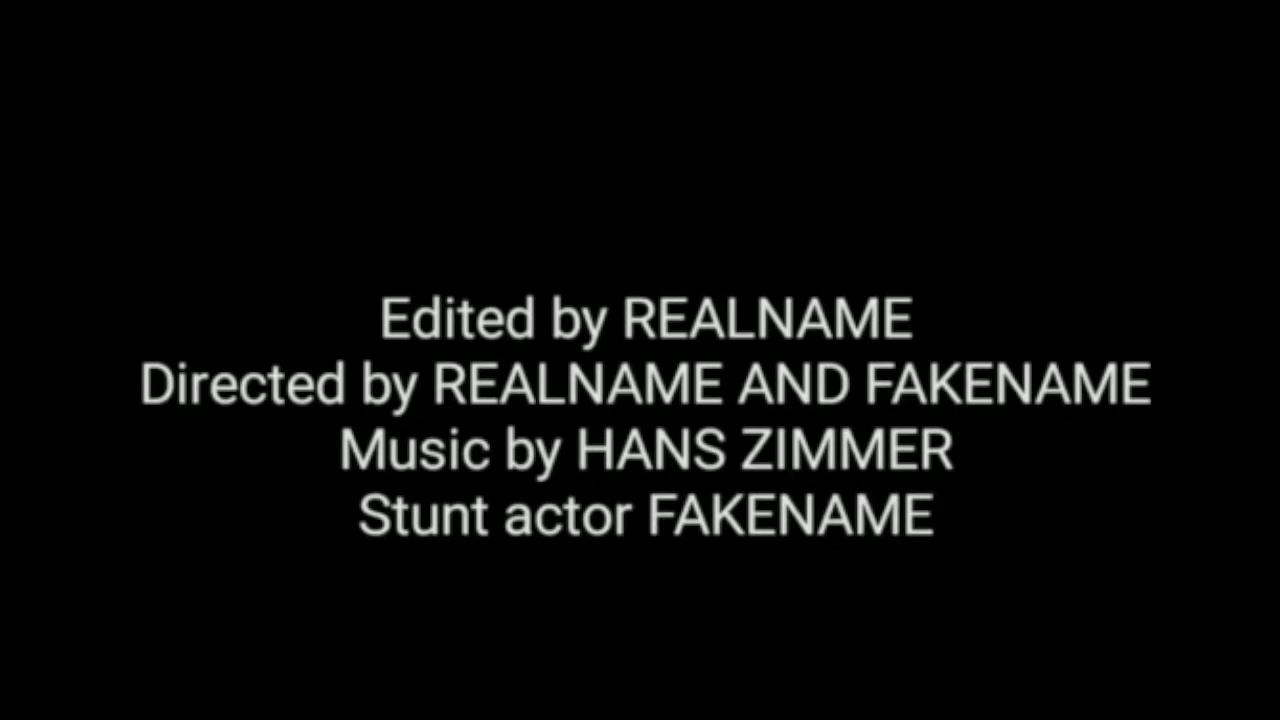 Edited by REALNAME
Directed by REALNAME AND FAKENAME
Music by HANS ZIMMER
Stunt actor FAKENAME